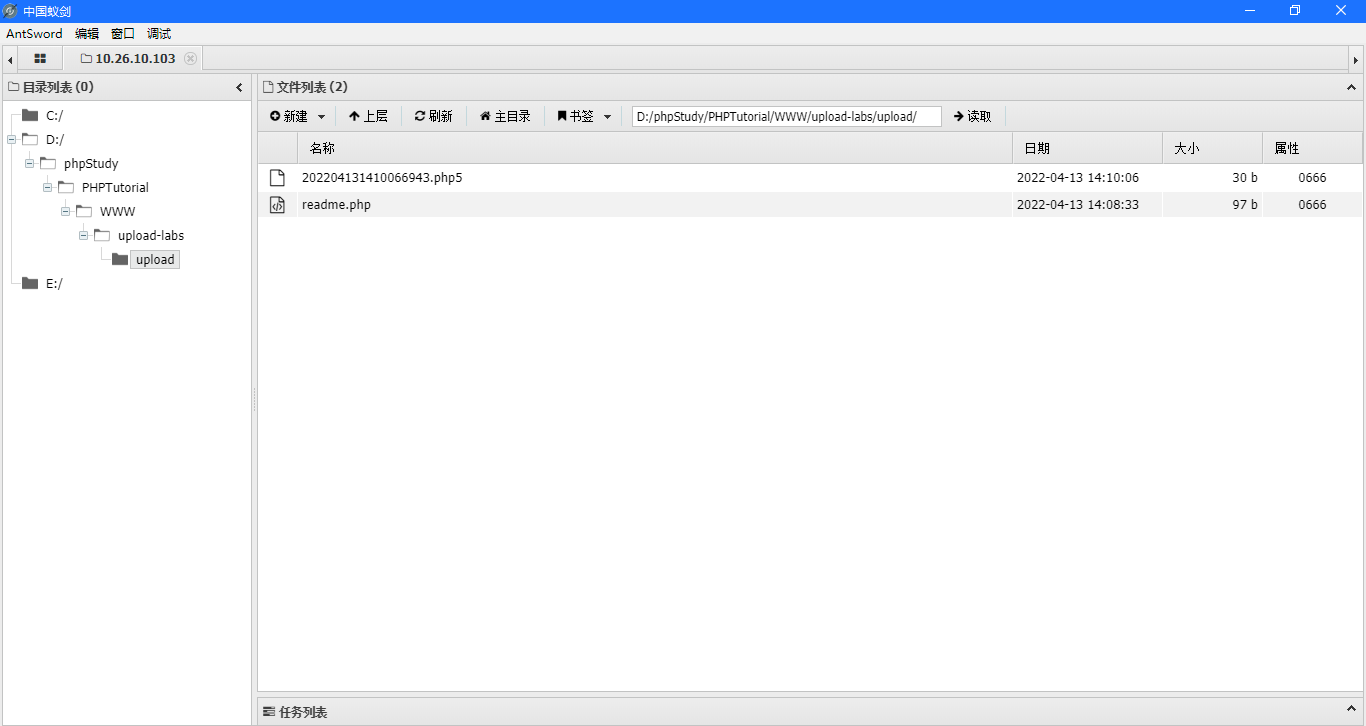 中国蚁剑
AntSword 编辑 窗口 调试
10.26.10.103
目录列表 (0)
C:/
D:/
phpStudy
PHPTutorial
WWW
upload-labs
upload
E:/
文件列表 (2)
新建 上层 刷新 主目录 书签 D:/phpStudy/PHPTutorial/WWW/upload-labs/upload/ 读取
名称 日期 大小 属性
202204131410066943.php5 2022-04-13 14:10:06 30 b 0666
readme.php 2022-04-13 14:08:33 97 b 0666
任务列表